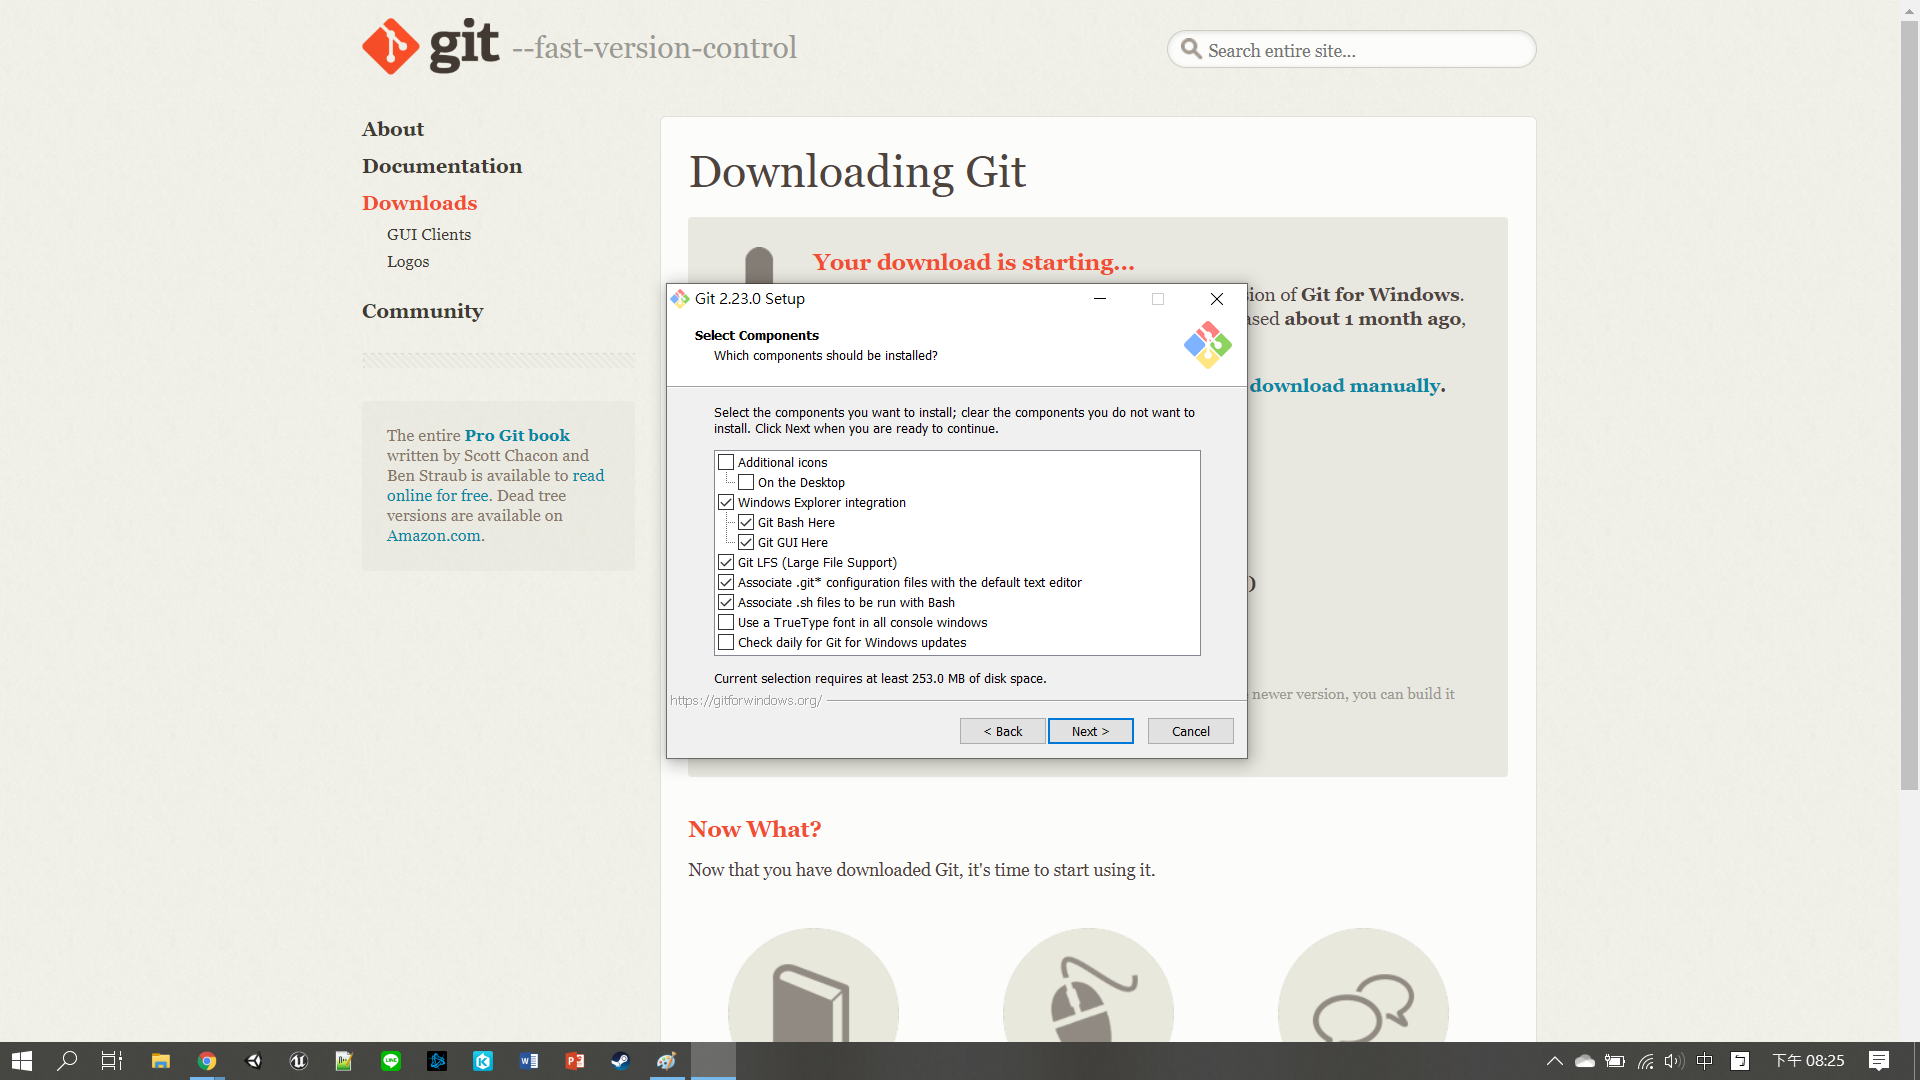 git --fast-version-control
Search entire site...
About
Documentation
Downloads
GUI Clients
Logos
Community
The entire Pro Git book
written by Scott Chacon and
Ben Straub is available to read
online for free. Dead tree
versions are available on
Amazon.com.
Downloading Git
Your download is starting...
ion of Git for Windows.
ased about 1 month ago,
download manually.
)
newer version, you can build it
Git 2.23.0 Setup
Select Components
Which components should be installed?
Select the components you want to install; clear the components you do not want to
install. Click Next when you are ready to continue.
Additional icons
On the Desktop
Windows Explorer integration
Git Bash Here
Git GUI Here
Git LFS (Large File Support)
Associate .git* configuration files with the default text editor
Associate .sh files to be run with Bash
Use a TrueType font in all console windows
Check daily for Git for Windows updates
Current selection requires at least 253.0 MB of disk space.
https://gitforwindows.org/
< Back
Next >
Cancel
Now What?
Now that you have downloaded Git, it's time to start using it.
中
ㄅ
下午 08:25